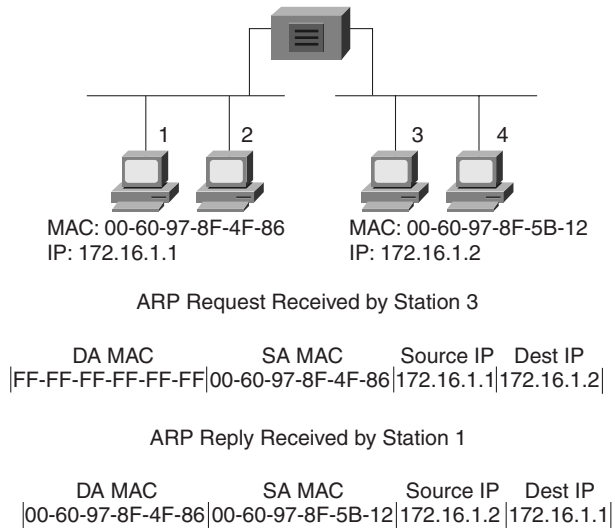 1 2 3 4
MAC: 00-60-97-8F-4F-86 MAC: 00-60-97-8F-5B-12
IP: 172.16.1.1 IP: 172.16.1.2
ARP Request Received by Station 3
DA MAC SA MAC Source IP Dest IP
|FF-FF-FF-FF-FF-FF|00-60-97-8F-4F-86|172.16.1.1|172.16.1.2|
ARP Reply Received by Station 1
DA MAC SA MAC Source IP Dest IP
|00-60-97-8F-4F-86|00-60-97-8F-5B-12|172.16.1.2|172.16.1.1|